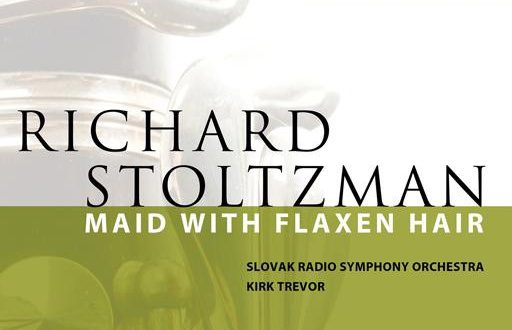 RICHARD
STOLTZMAN
MAID WITH FLAXEN HAIR
SLOVAK RADIO SYMPHONY ORCHESTRA
KIRK TREVOR